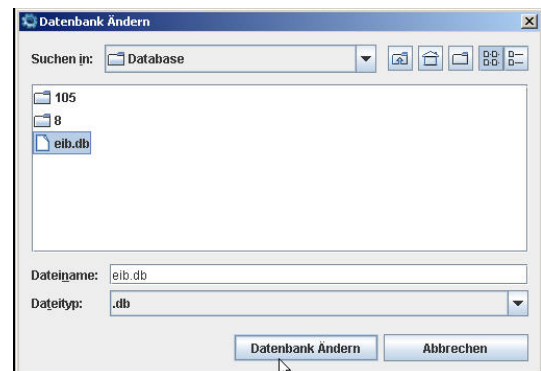 Datenbank Ändern
Suchen in: Database
105
8
eib.db
Dateiname: eib.db
Dateityp: .db
Datenbank Ändern Abbrechen